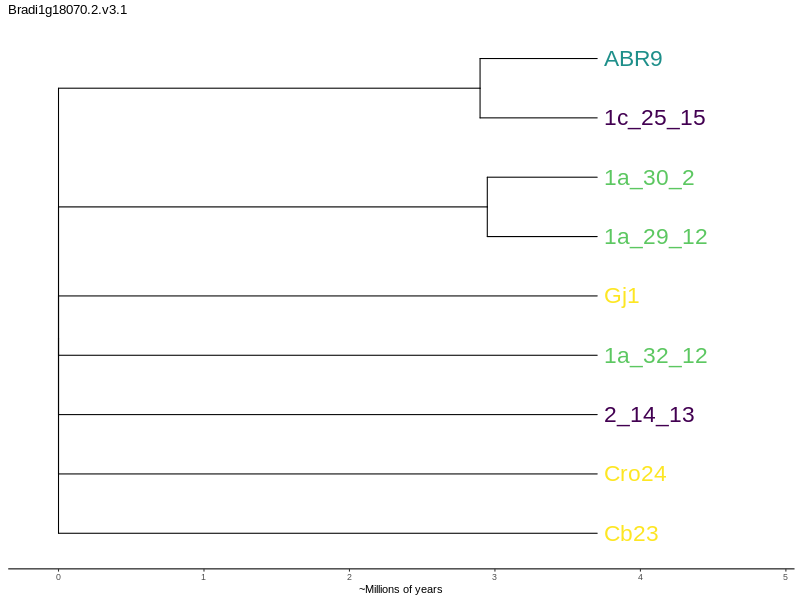 Bradi1g18070.2.v3.1
ABR9
1c_25_15
1a_30_2
1a_29_12
Gj1
1a_32_12
2_14_13
Cro24
Cb23
0 1 2 3 4 5
~Millions of years